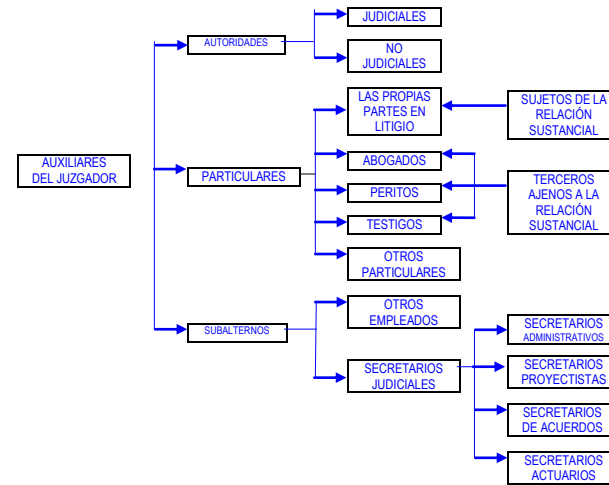 AUXILIARES
DEL JUZGADOR
AUTORIDADES
JUDICIALES
NO
JUDICIALES
PARTICULARES
LAS PROPIAS
PARTES EN
LITIGIO
SUJETOS DE LA
RELACIÓN
SUSTANCIAL
ABOGADOS
PERITOS
TESTIGOS
TERCEROS
AJENOS A LA
RELACIÓN
SUSTANCIAL
OTROS
PARTICULARES
SUBALTERNOS
OTROS
EMPLEADOS
SECRETARIOS
JUDICIALES
SECRETARIOS
ADMINISTRATIVOS
SECRETARIOS
PROYECTISTAS
SECRETARIOS
DE ACUERDOS
SECRETARIOS
ACTUARIOS